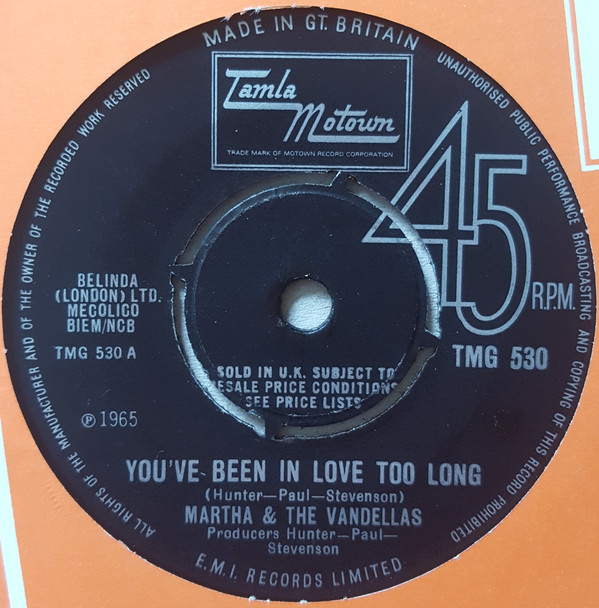 MADE IN GT. BRITAIN
UNAUTHORISED PUBLIC PERFORMANCE BROADCASTING AND COPYING OF THIS RECORD PROHIBITED
ALL RIGHTS OF THE MANUFACTURER AND OF THE OWNER OF THE RECORDED WORK RESERVED
Tamla
Motown
TRADE MARK OF MOTOWN RECORD CORPORATION
45
R.P.M.
BELINDA
(LONDON) LTD.
MECOLICO
BIEM/NCB
TMG 530 A
TMG 530
SOLD IN U.K. SUBJECT TO
ESALE PRICE CONDITIONS
SEE PRICE LISTS
℗ 1965
YOU'VE BEEN IN LOVE TOO LONG
(Hunter—Paul—Stevenson)
MARTHA & THE VANDELLAS
Producers Hunter—Paul—
Stevenson
E.M.I. RECORDS LIMITED